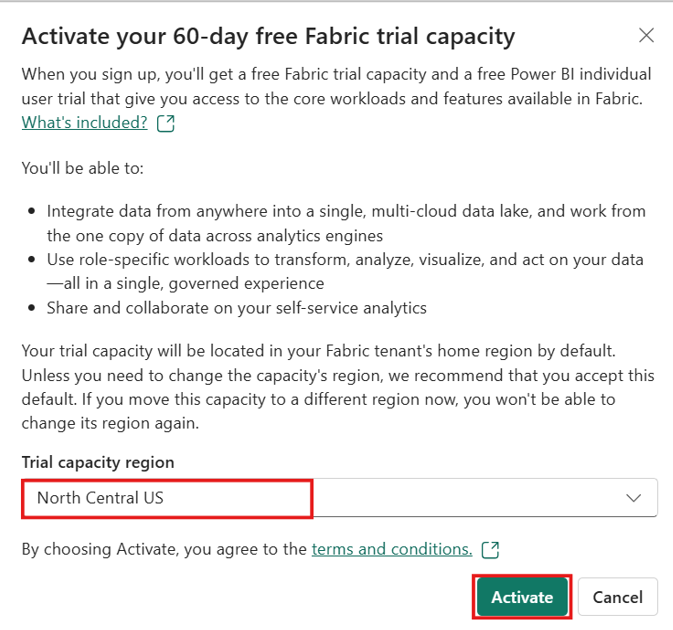 Activate your 60-day free Fabric trial capacity
When you sign up, you'll get a free Fabric trial capacity and a free Power BI individual
user trial that give you access to the core workloads and features available in Fabric.
What's included?
You'll be able to:
• Integrate data from anywhere into a single, multi-cloud data lake, and work from
the one copy of data across analytics engines
• Use role-specific workloads to transform, analyze, visualize, and act on your data
—all in a single, governed experience
• Share and collaborate on your self-service analytics
Your trial capacity will be located in your Fabric tenant's home region by default.
Unless you need to change the capacity's region, we recommend that you accept this
default. If you move this capacity to a different region now, you won't be able to
change its region again.
Trial capacity region
North Central US
By choosing Activate, you agree to the terms and conditions.
Activate Cancel